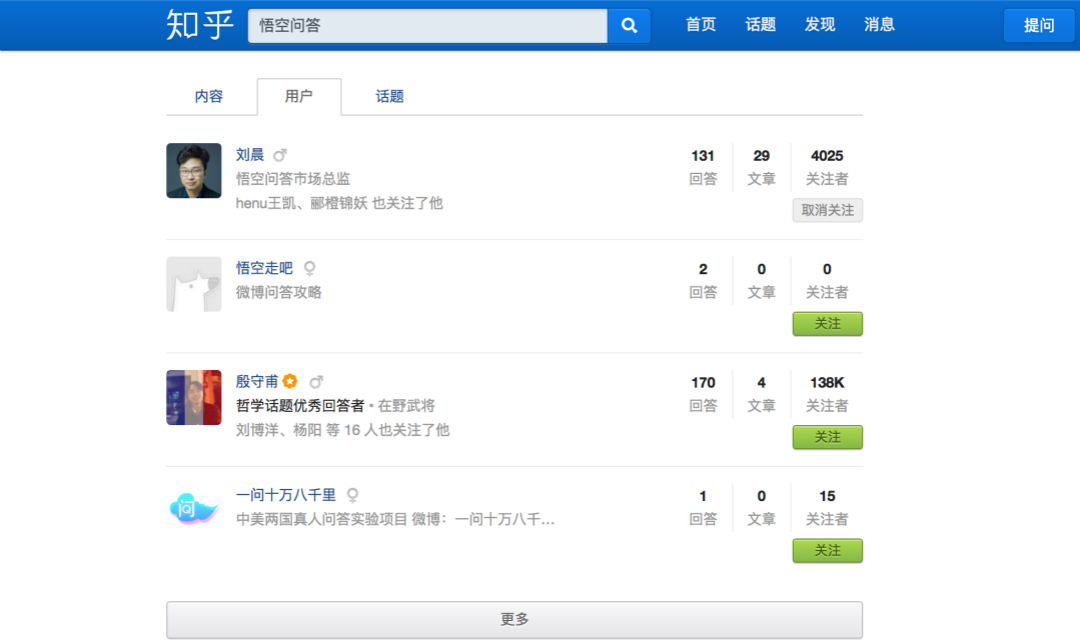 知乎 悟空问答 首页 话题 发现 消息 提问
内容 用户 话题
刘晨
悟空问答市场总监
henu王凯、郦橙锦妖 也关注了他
131 29 4025
回答 文章 关注者
取消关注
悟空走吧
微博问答攻略
2 0 0
回答 文章 关注者
关注
殷守甫
哲学话题优秀回答者 • 在野武将
刘博洋、杨阳 等 16 人也关注了他
170 4 138K
回答 文章 关注者
关注
问
一问十万八千里
中美两国真人问答实验项目 微博：一问十万八千...
1 0 15
回答 文章 关注者
关注
更多